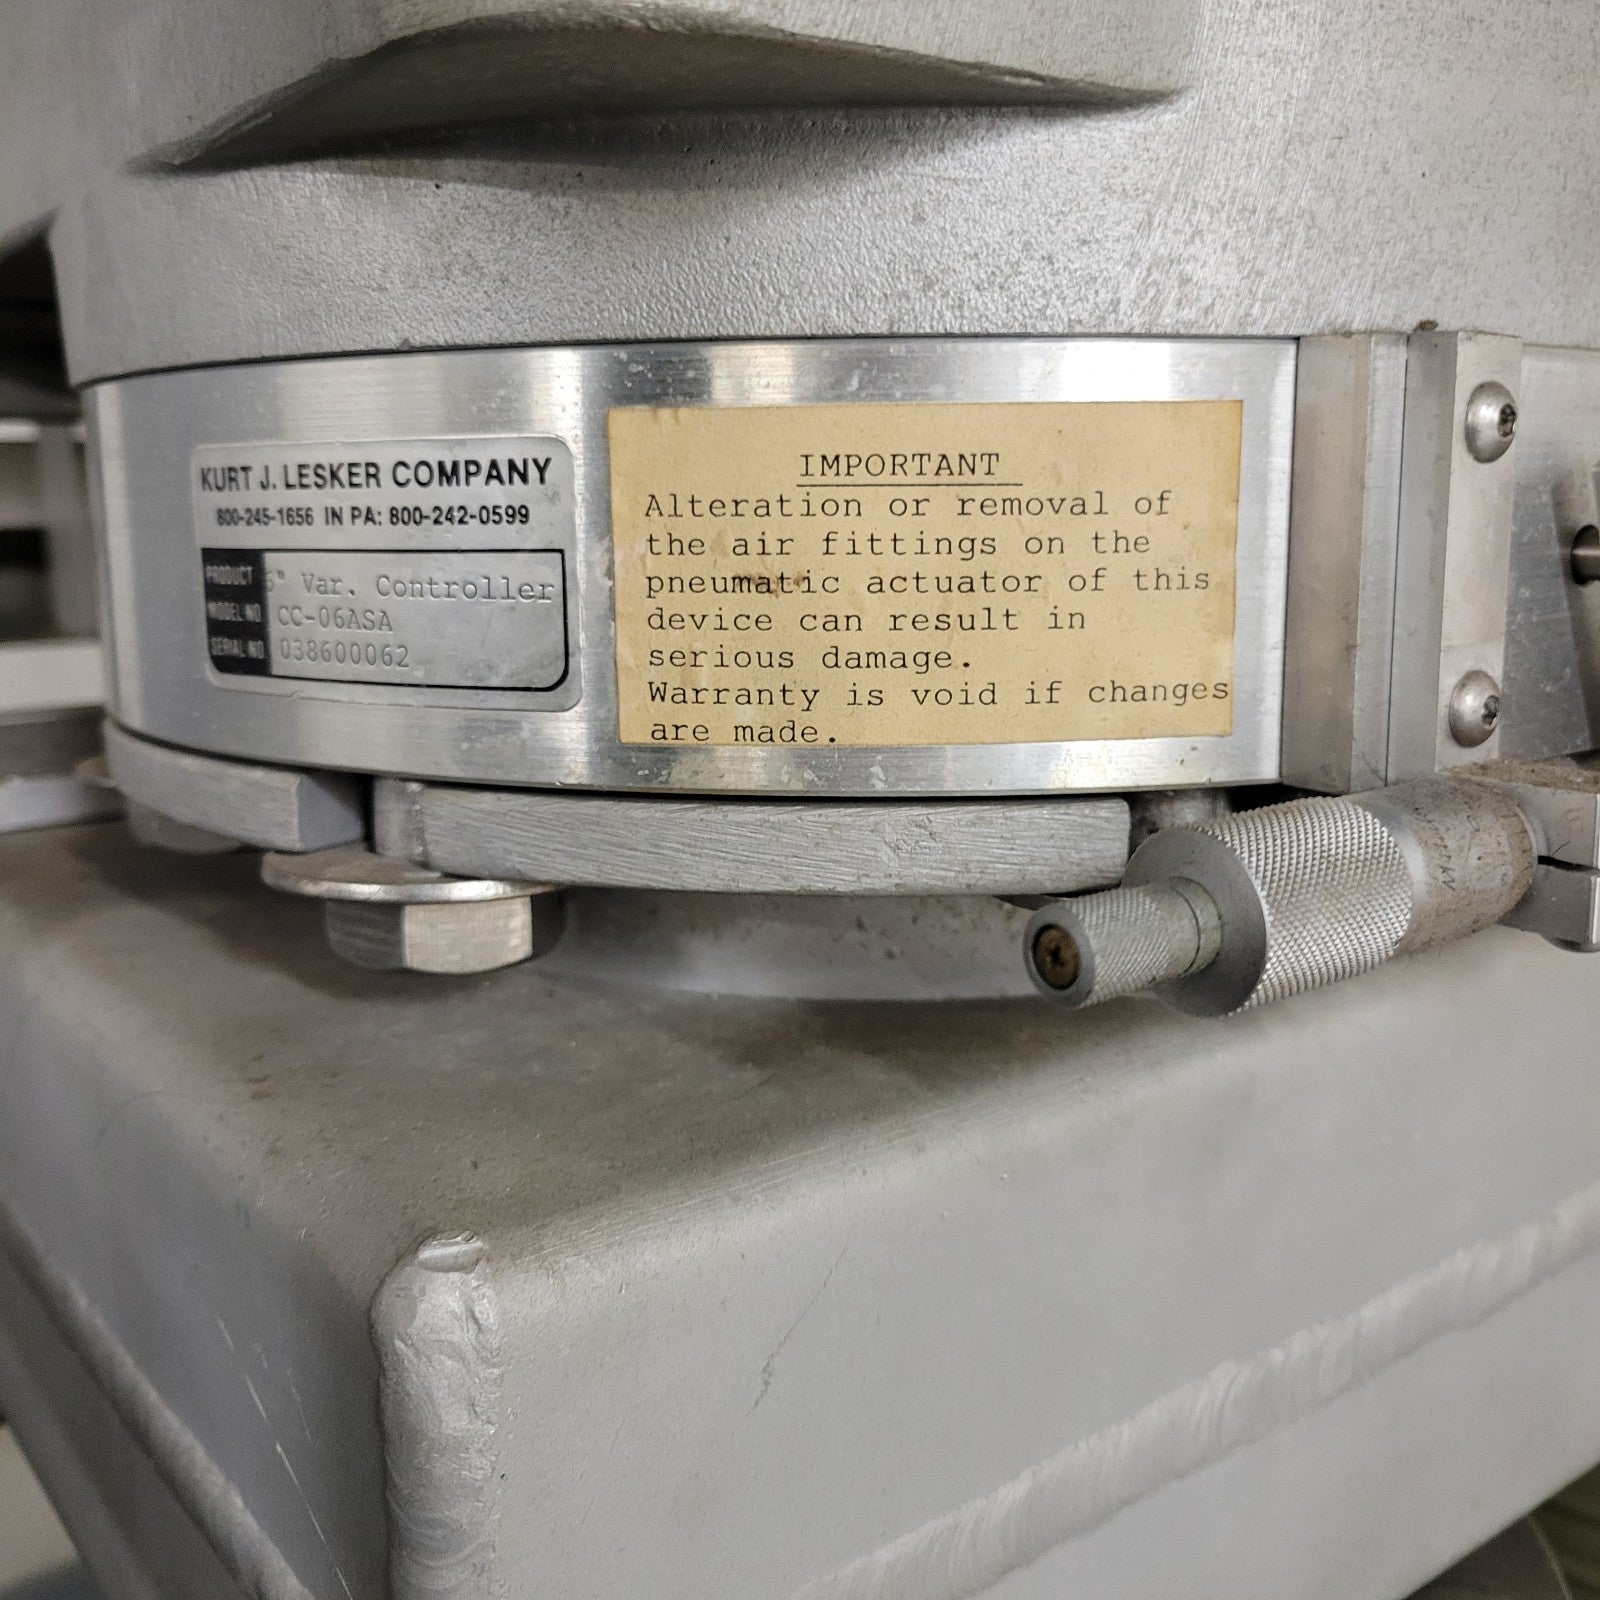 KURT J. LESKER COMPANY
800-245-1656 IN PA: 800-242-0599
PRODUCT 6" Var. Controller
MODEL NO CC-06ASA
SERIAL NO 038600062
IMPORTANT
Alteration or removal of
the air fittings on the
pneumatic actuator of this
device can result in
serious damage.
Warranty is void if changes
are made.